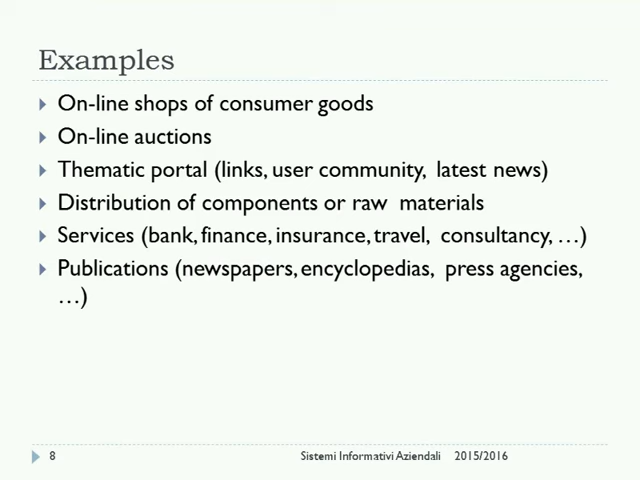 Examples
On-line shops of consumer goods
On-line auctions
Thematic portal (links, user community, latest news)
Distribution of components or raw materials
Services (bank, finance, insurance, travel, consultancy, …)
Publications (newspapers, encyclopedias, press agencies,
…)
8 Sistemi Informativi Aziendali 2015/2016